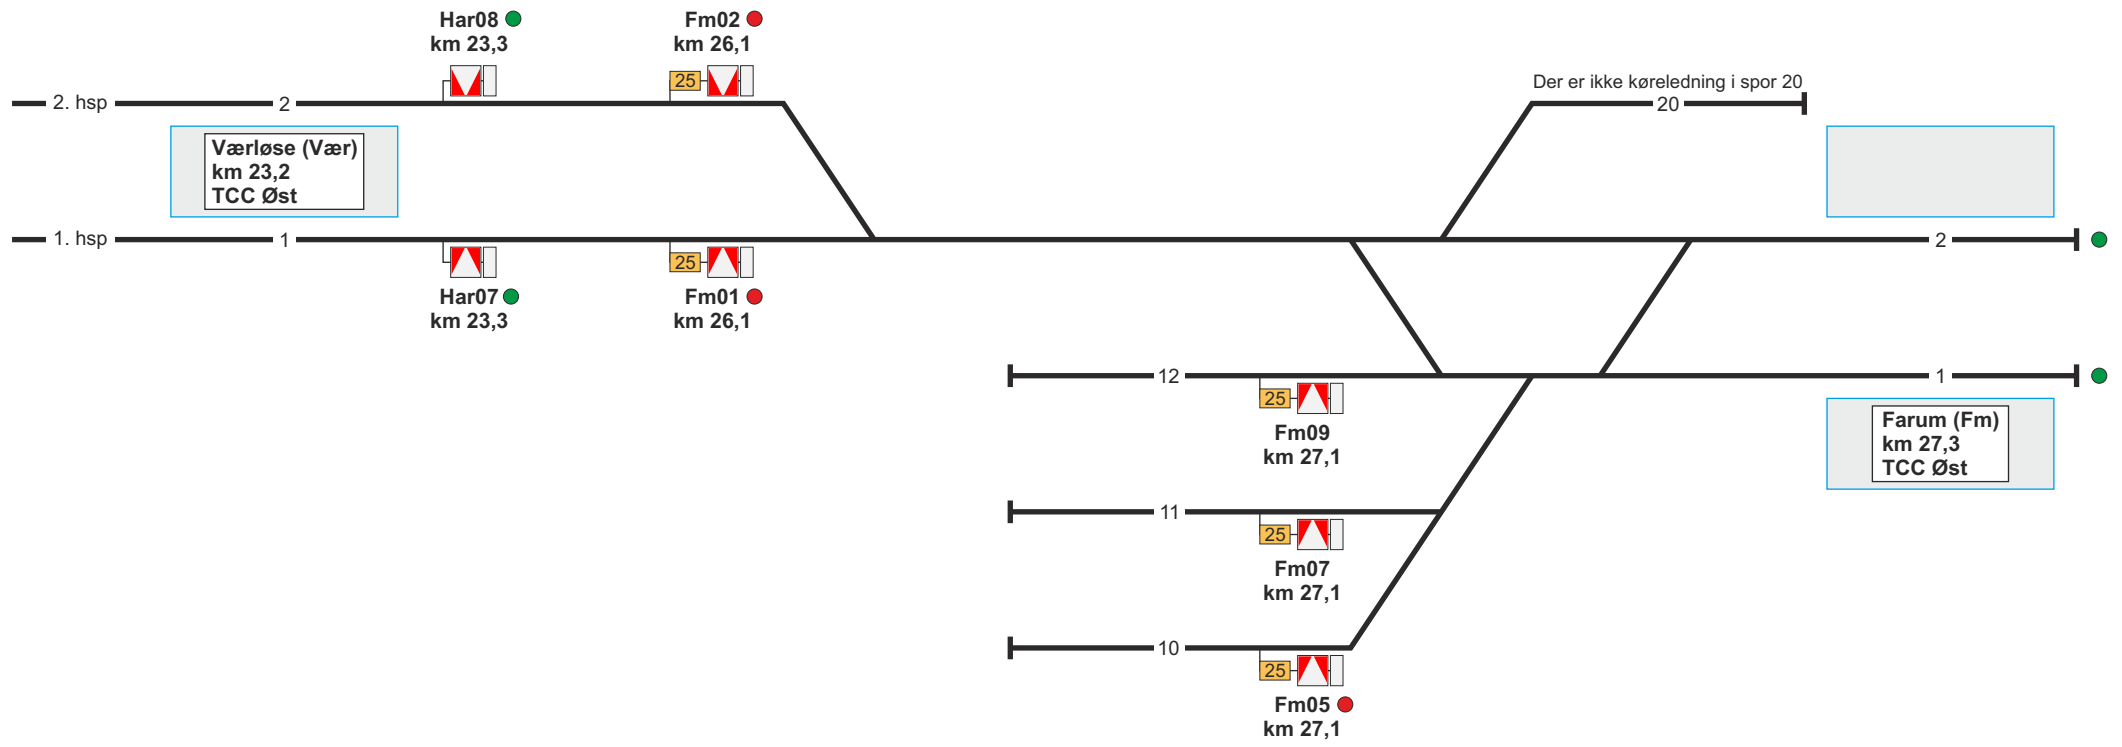 Har08
km 23,3
Fm02
km 26,1
25
Der er ikke køreledning i spor 20
2. hsp
2
20
Værløse (Vær)
km 23,2
TCC Øst
1. hsp
1
2
25
Har07
km 23,3
Fm01
km 26,1
12
1
25
Fm09
km 27,1
Farum (Fm)
km 27,3
TCC Øst
11
25
Fm07
km 27,1
10
25
Fm05
km 27,1